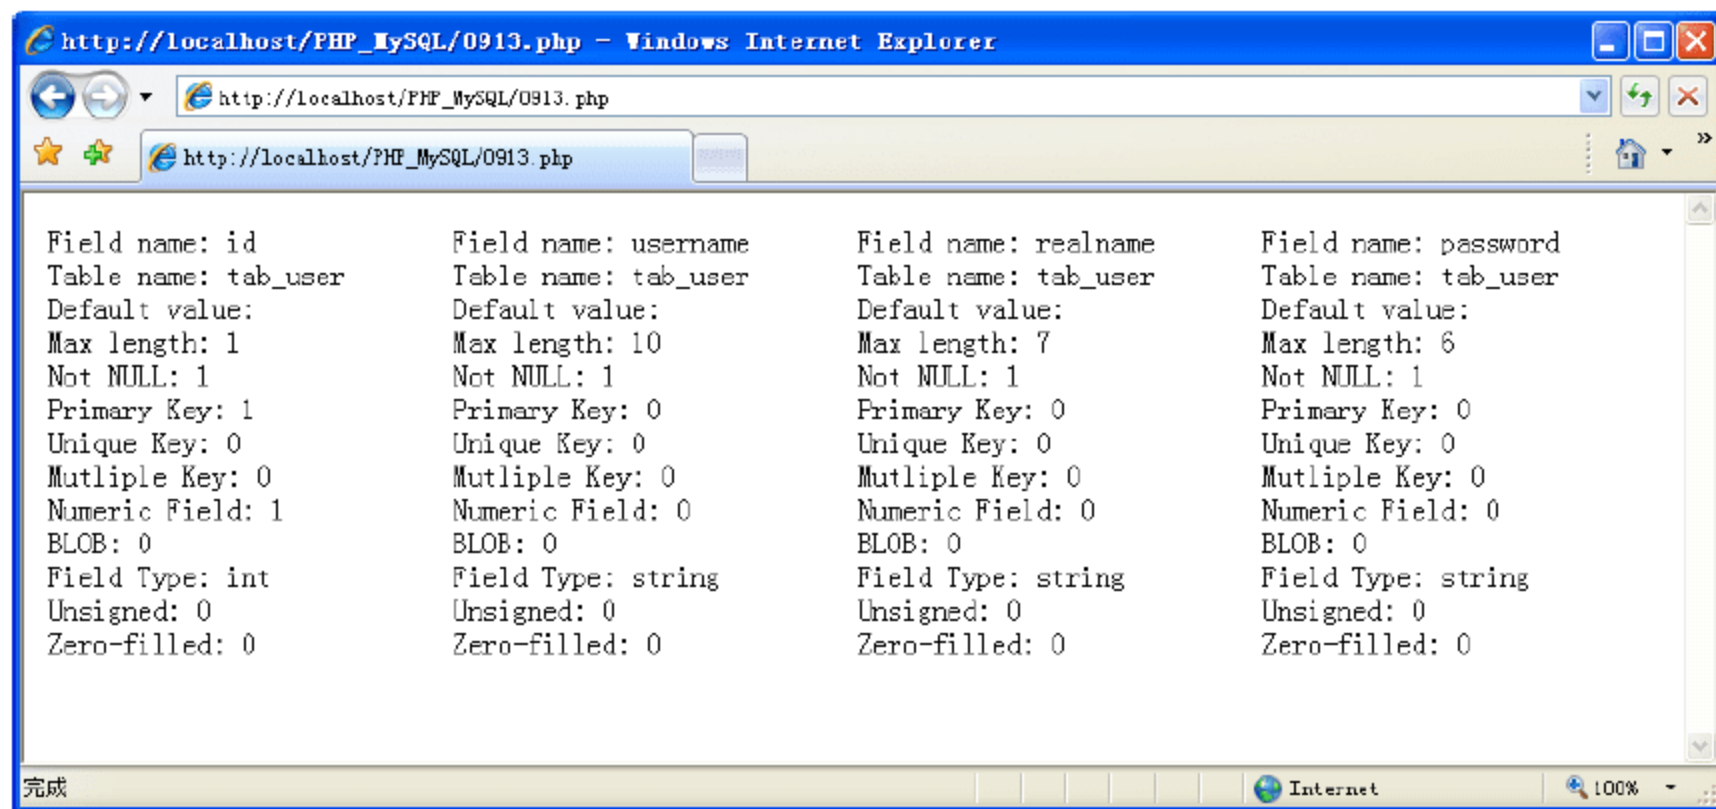 http://localhost/PHP_MySQL/0913.php - Windows Internet Explorer
http://localhost/PHP_MySQL/0913.php
http://localhost/PHP_MySQL/0913.php
Field name: id Field name: username Field name: realname Field name: password
Table name: tab_user Table name: tab_user Table name: tab_user Table name: tab_user
Default value: Default value: Default value: Default value:
Max length: 1 Max length: 10 Max length: 7 Max length: 6
Not NULL: 1 Not NULL: 1 Not NULL: 1 Not NULL: 1
Primary Key: 1 Primary Key: 0 Primary Key: 0 Primary Key: 0
Unique Key: 0 Unique Key: 0 Unique Key: 0 Unique Key: 0
Mutliple Key: 0 Mutliple Key: 0 Mutliple Key: 0 Mutliple Key: 0
Numeric Field: 1 Numeric Field: 0 Numeric Field: 0 Numeric Field: 0
BLOB: 0 BLOB: 0 BLOB: 0 BLOB: 0
Field Type: int Field Type: string Field Type: string Field Type: string
Unsigned: 0 Unsigned: 0 Unsigned: 0 Unsigned: 0
Zero-filled: 0 Zero-filled: 0 Zero-filled: 0 Zero-filled: 0
完成 Internet 100%